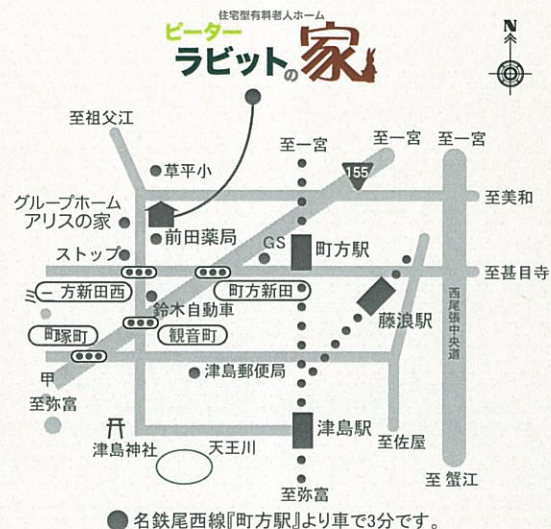 住宅型有料老人ホーム
ピーター
ラビットの家
N
至祖父江
至一宮
至一宮
至一宮
155
草平小
至美和
グループホーム
アリスの家
前田薬局
GS
町方駅
ストップ
至甚目寺
方新田西
町方新田
鈴木自動車
藤浪駅
西尾張中央道
塚町
観音町
津島郵便局
甲
至弥富
津島神社
天王川
津島駅
至佐屋
至弥富
至 蟹江
●名鉄尾西線『町方駅』より車で3分です。